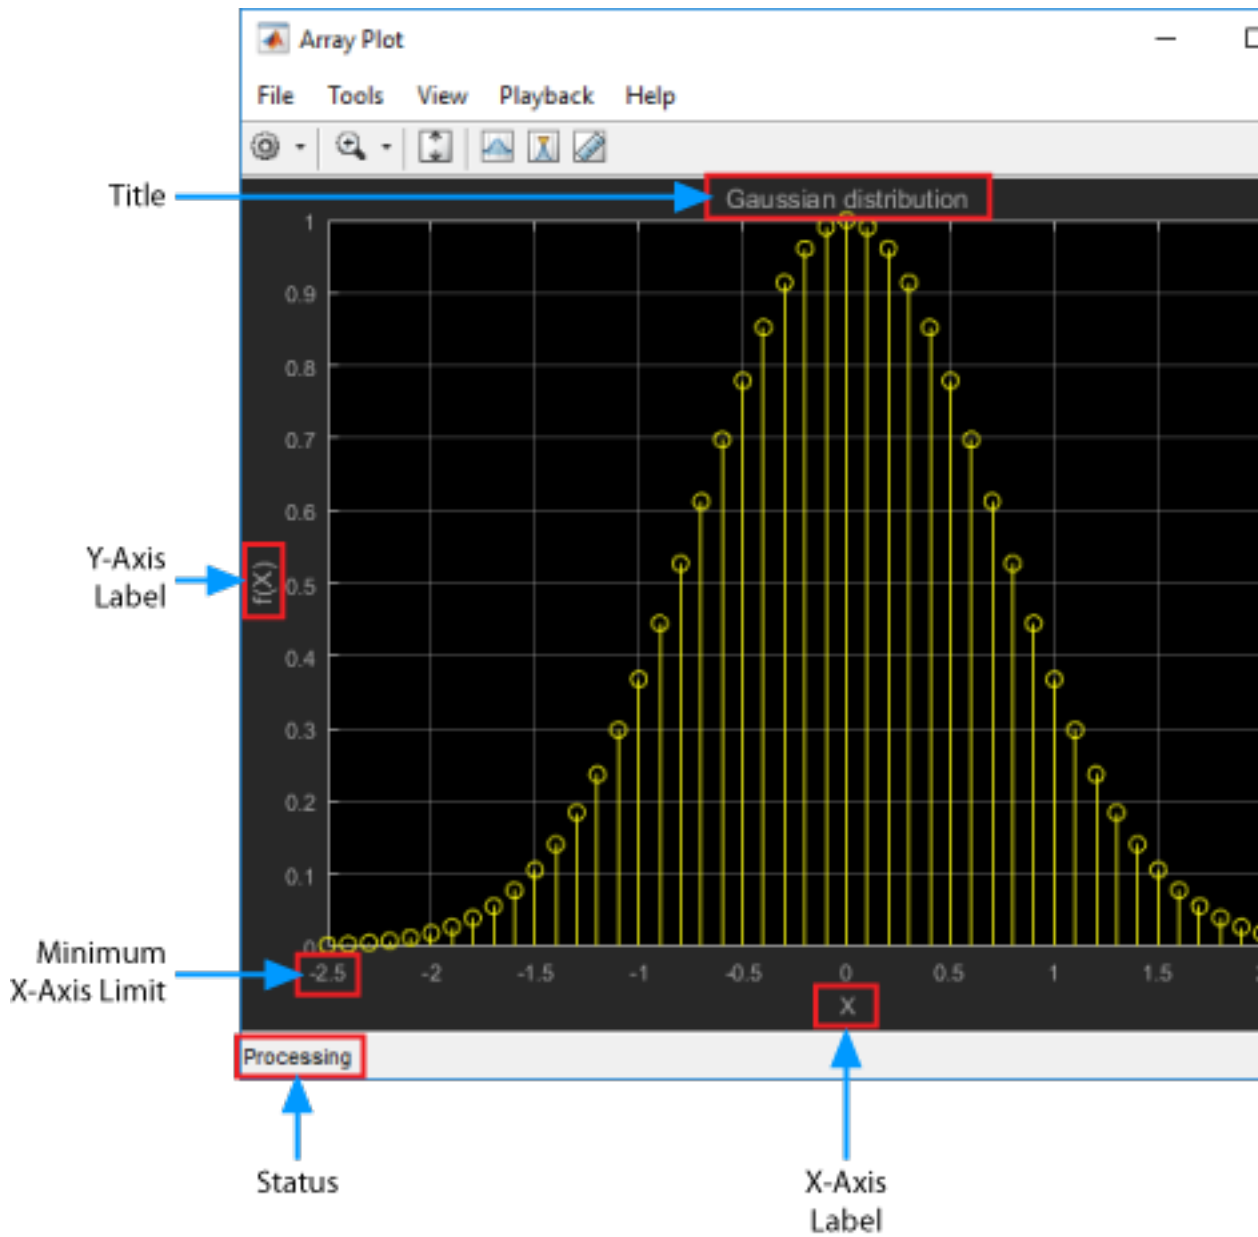 Array Plot
File Tools View Playback Help
Title
Gaussian distribution
1
0.9
0.8
0.7
0.6
Y-Axis
Label
f(X)
0.5
0.4
0.3
0.2
0.1
0
Minimum
X-Axis Limit
-2.5 -2 -1.5 -1 -0.5 0 0.5 1 1.5
X
Processing
Status
X-Axis
Label